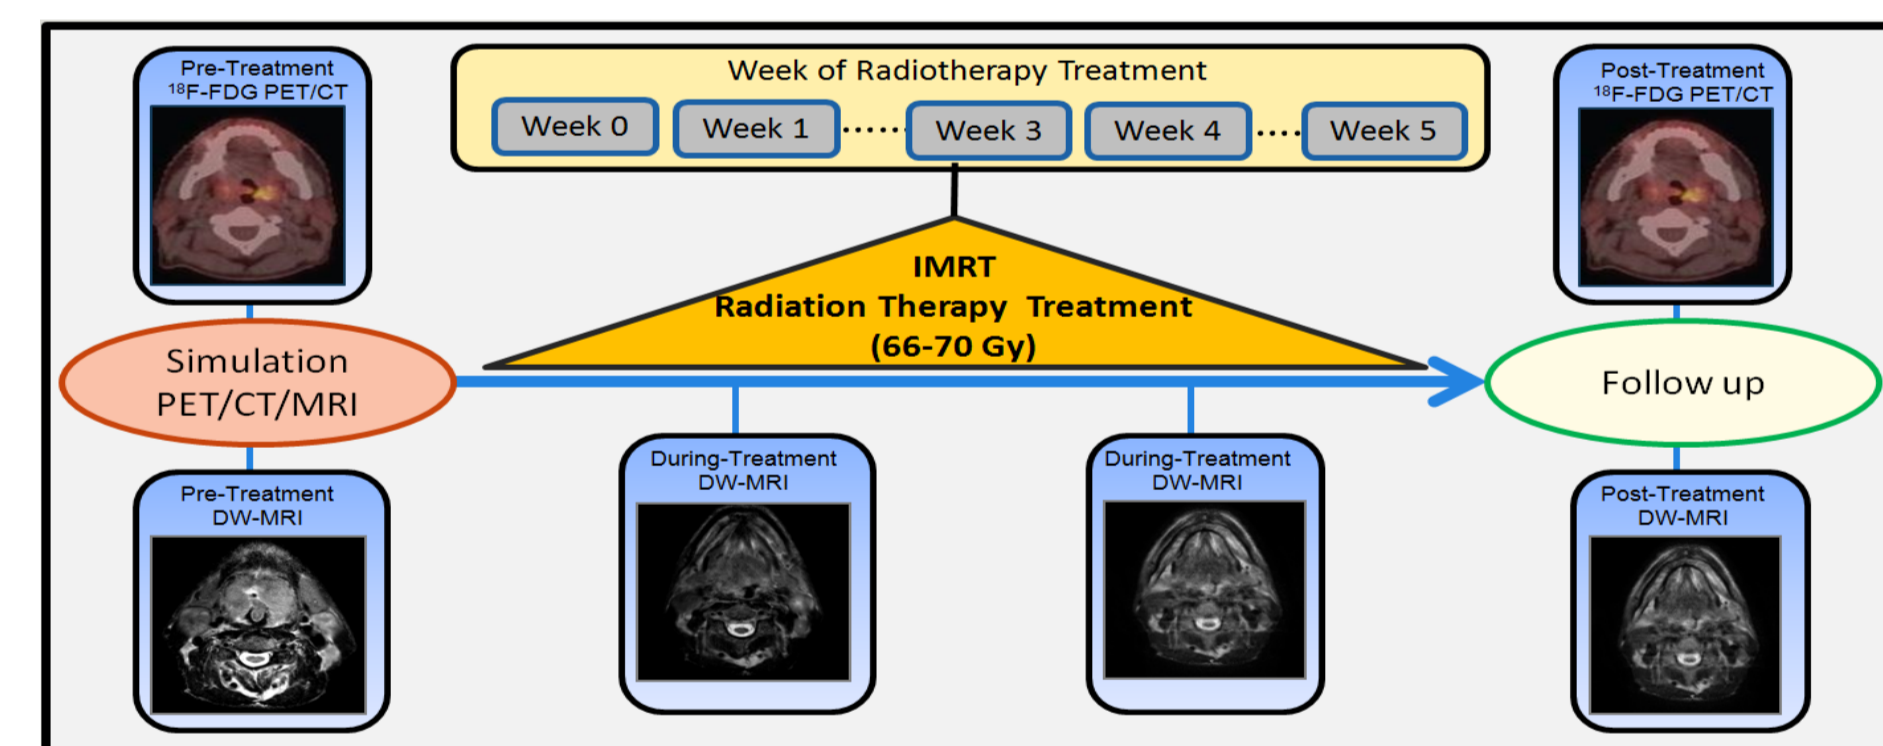 Pre-Treatment
¹⁸F-FDG PET/CT
Week of Radiotherapy Treatment
Week 0
Week 1
Week 3
Week 4
Week 5
Post-Treatment
¹⁸F-FDG PET/CT
IMRT
Radiation Therapy Treatment
(66-70 Gy)
Simulation
PET/CT/MRI
Follow up
Pre-Treatment
DW-MRI
During-Treatment
DW-MRI
During-Treatment
DW-MRI
Post-Treatment
DW-MRI